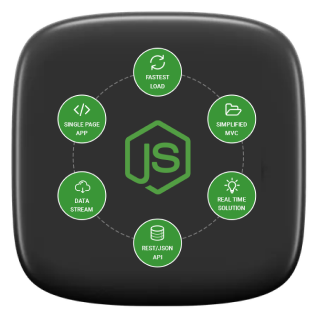 FASTEST
LOAD
</>
SINGLE PAGE
APP
SIMPLIFIED
MVC
JS
DATA
STREAM
REAL TIME
SOLUTION
REST/JSON
API